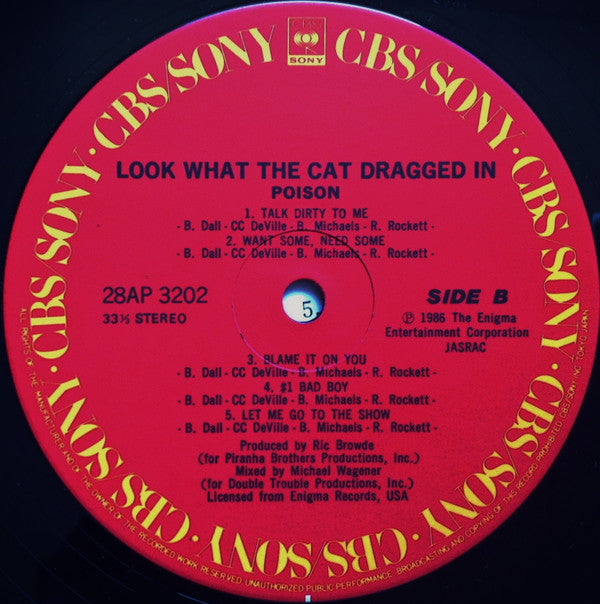 CBS
SONY
CBS/SONY · CBS/SONY · CBS/SONY · CBS/SONY · CBS/SONY · CBS/SONY · CBS/SONY · CBS/SONY
LOOK WHAT THE CAT DRAGGED IN
POISON
1. TALK DIRTY TO ME
- B. Dall - CC DeVille - B. Michaels - R. Rockett -
2. WANT SOME, NEED SOME
- B. Dall - CC DeVille - B. Michaels - R. Rockett -
28AP 3202
33⅓ STEREO
5.
SIDE B
Ⓟ 1986 The Enigma
Entertainment Corporation
JASRAC
3. BLAME IT ON YOU
- B. Dall - CC DeVille - B. Michaels - R. Rockett -
4. #1 BAD BOY
- B. Dall - CC DeVille - B. Michaels - R. Rockett -
5. LET ME GO TO THE SHOW
- B. Dall - CC DeVille - B. Michaels - R. Rockett -
Produced by Ric Browde
(for Piranha Brothers Productions, Inc.)
Mixed by Michael Wagener
(for Double Trouble Productions, Inc.)
Licensed from Enigma Records, USA
ALL RIGHTS OF THE MANUFACTURER AND OF THE OWNER OF THE RECORDED WORK RESERVED. UNAUTHORIZED PUBLIC PERFORMANCE, BROADCASTING AND COPYING OF THIS RECORD PROHIBITED. CBS/SONY INC. TOKYO JAPAN